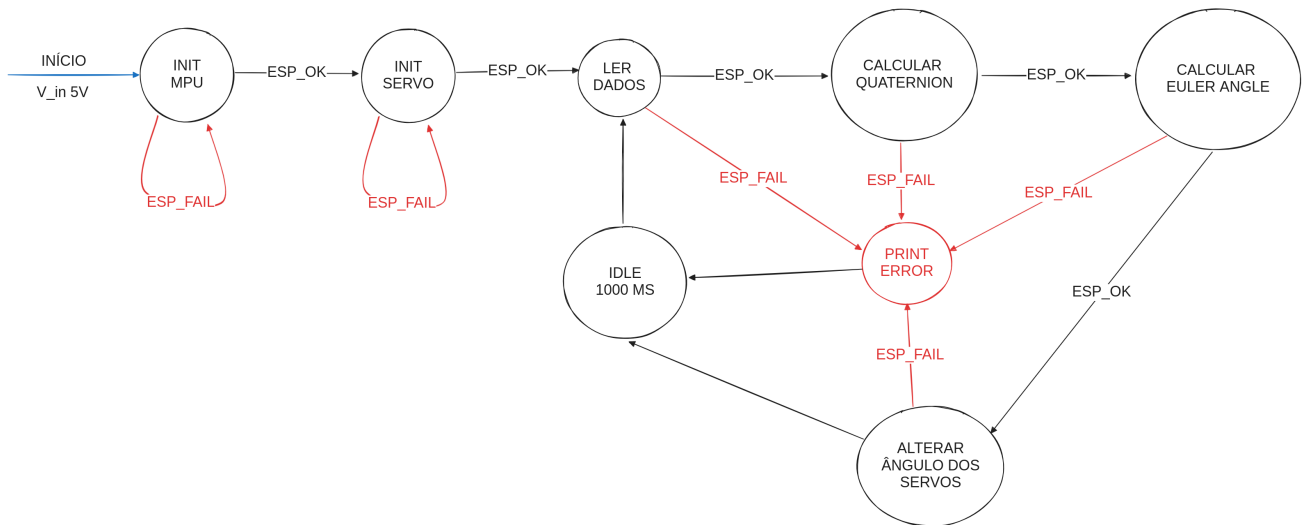 INÍCIO
V_in 5V
INIT
MPU
ESP_OK
ESP_FAIL
INIT
SERVO
ESP_OK
ESP_FAIL
LER
DADOS
ESP_OK
ESP_FAIL
CALCULAR
QUATERNION
ESP_OK
ESP_FAIL
CALCULAR
EULER ANGLE
ESP_FAIL
ESP_OK
PRINT
ERROR
IDLE
1000 MS
ESP_FAIL
ALTERAR
ÂNGULO DOS
SERVOS